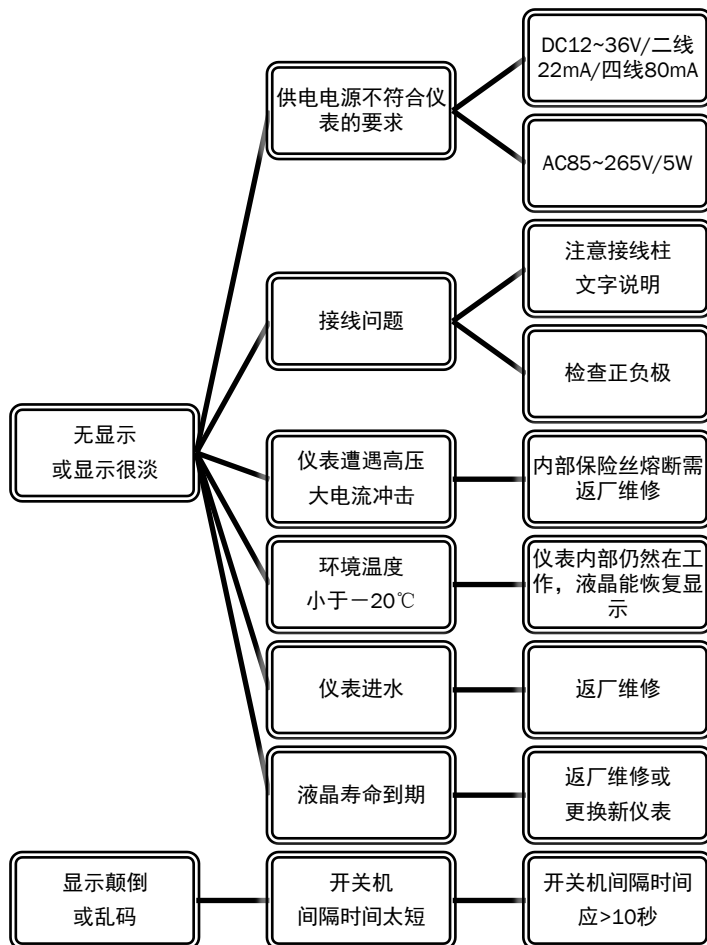 DC12~36V/二线
22mA/四线80mA
供电电源不符合仪
表的要求
AC85~265V/5W
注意接线柱
文字说明
接线问题
检查正负极
无显示
或显示很淡
仪表遭遇高压
大电流冲击
内部保险丝熔断需
返厂维修
环境温度
小于－20℃
仪表内部仍然在工
作，液晶能恢复显
示
仪表进水
返厂维修
液晶寿命到期
返厂维修或
更换新仪表
显示颠倒
或乱码
开关机
间隔时间太短
开关机间隔时间
应>10秒